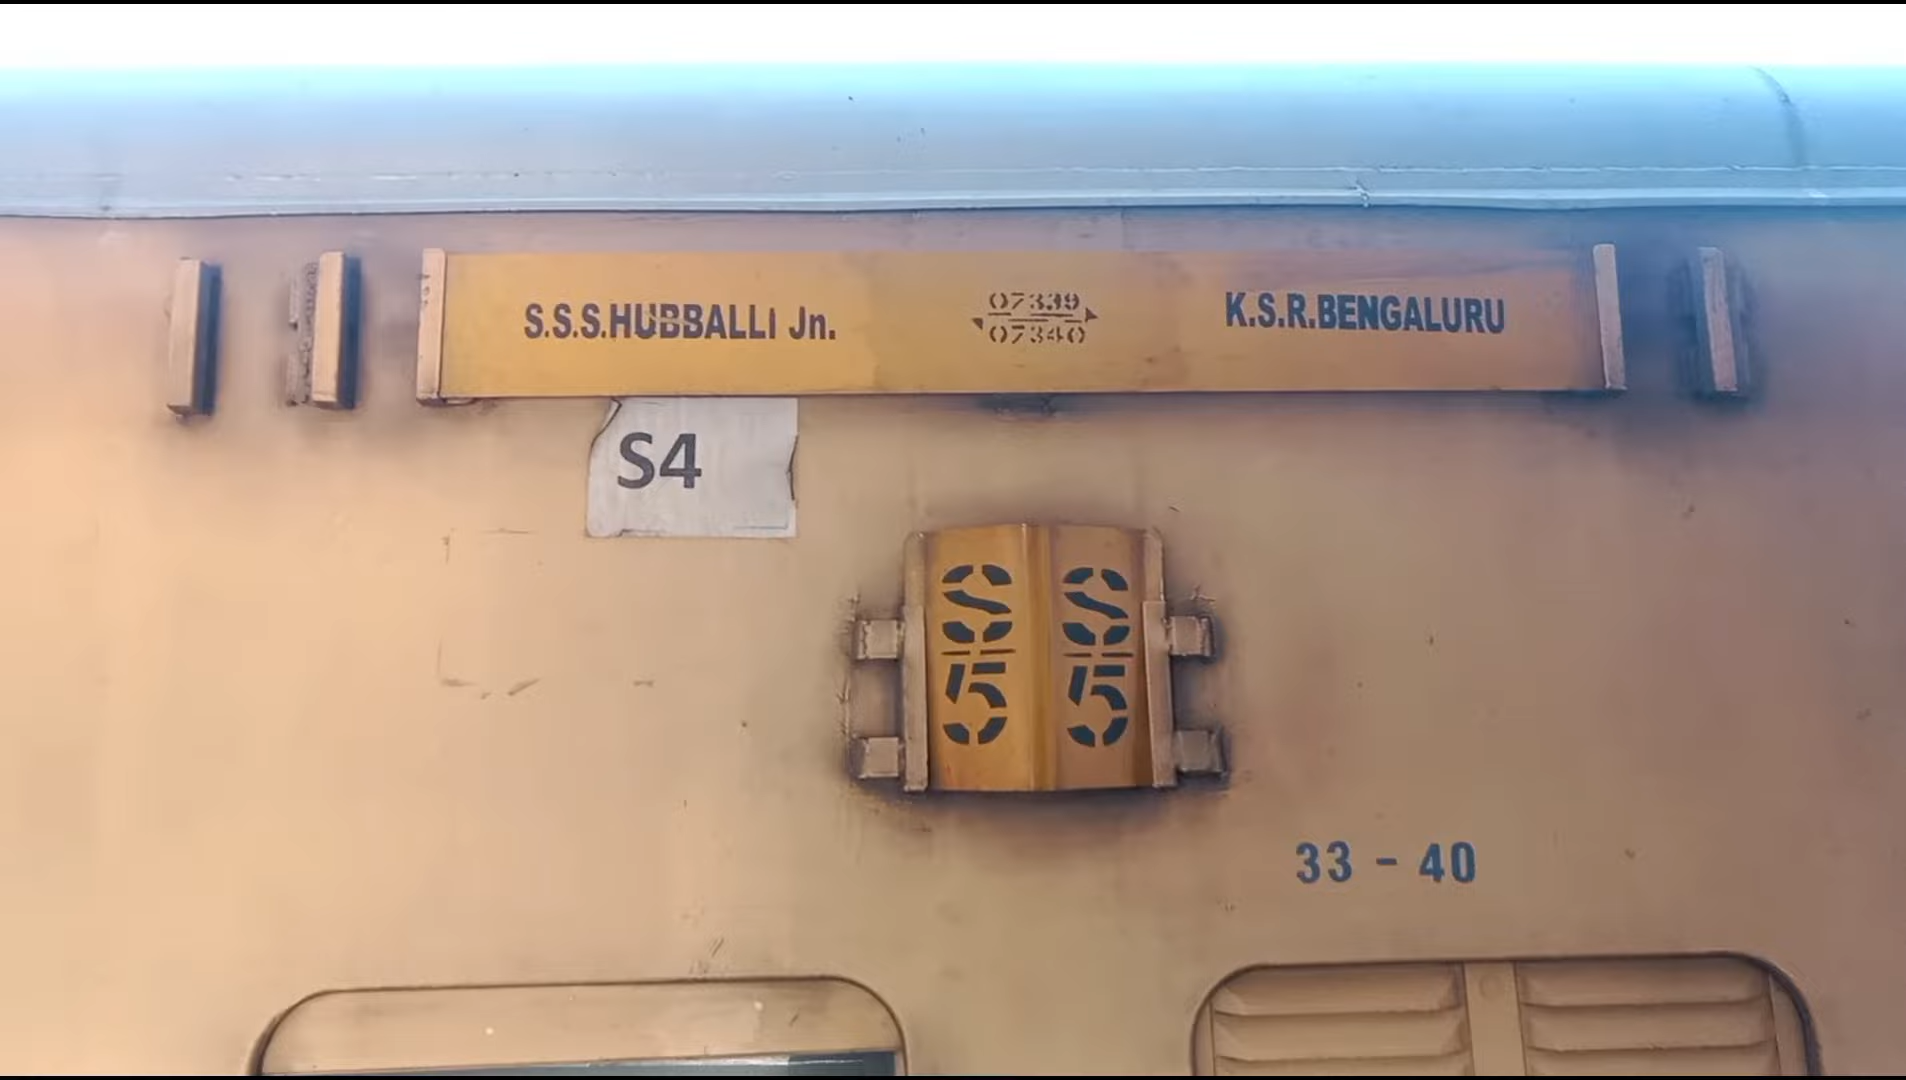 S.S.S.HUBBALLI Jn.
07339
07340
K.S.R.BENGALURU
S4
S S
5 5
33 - 40